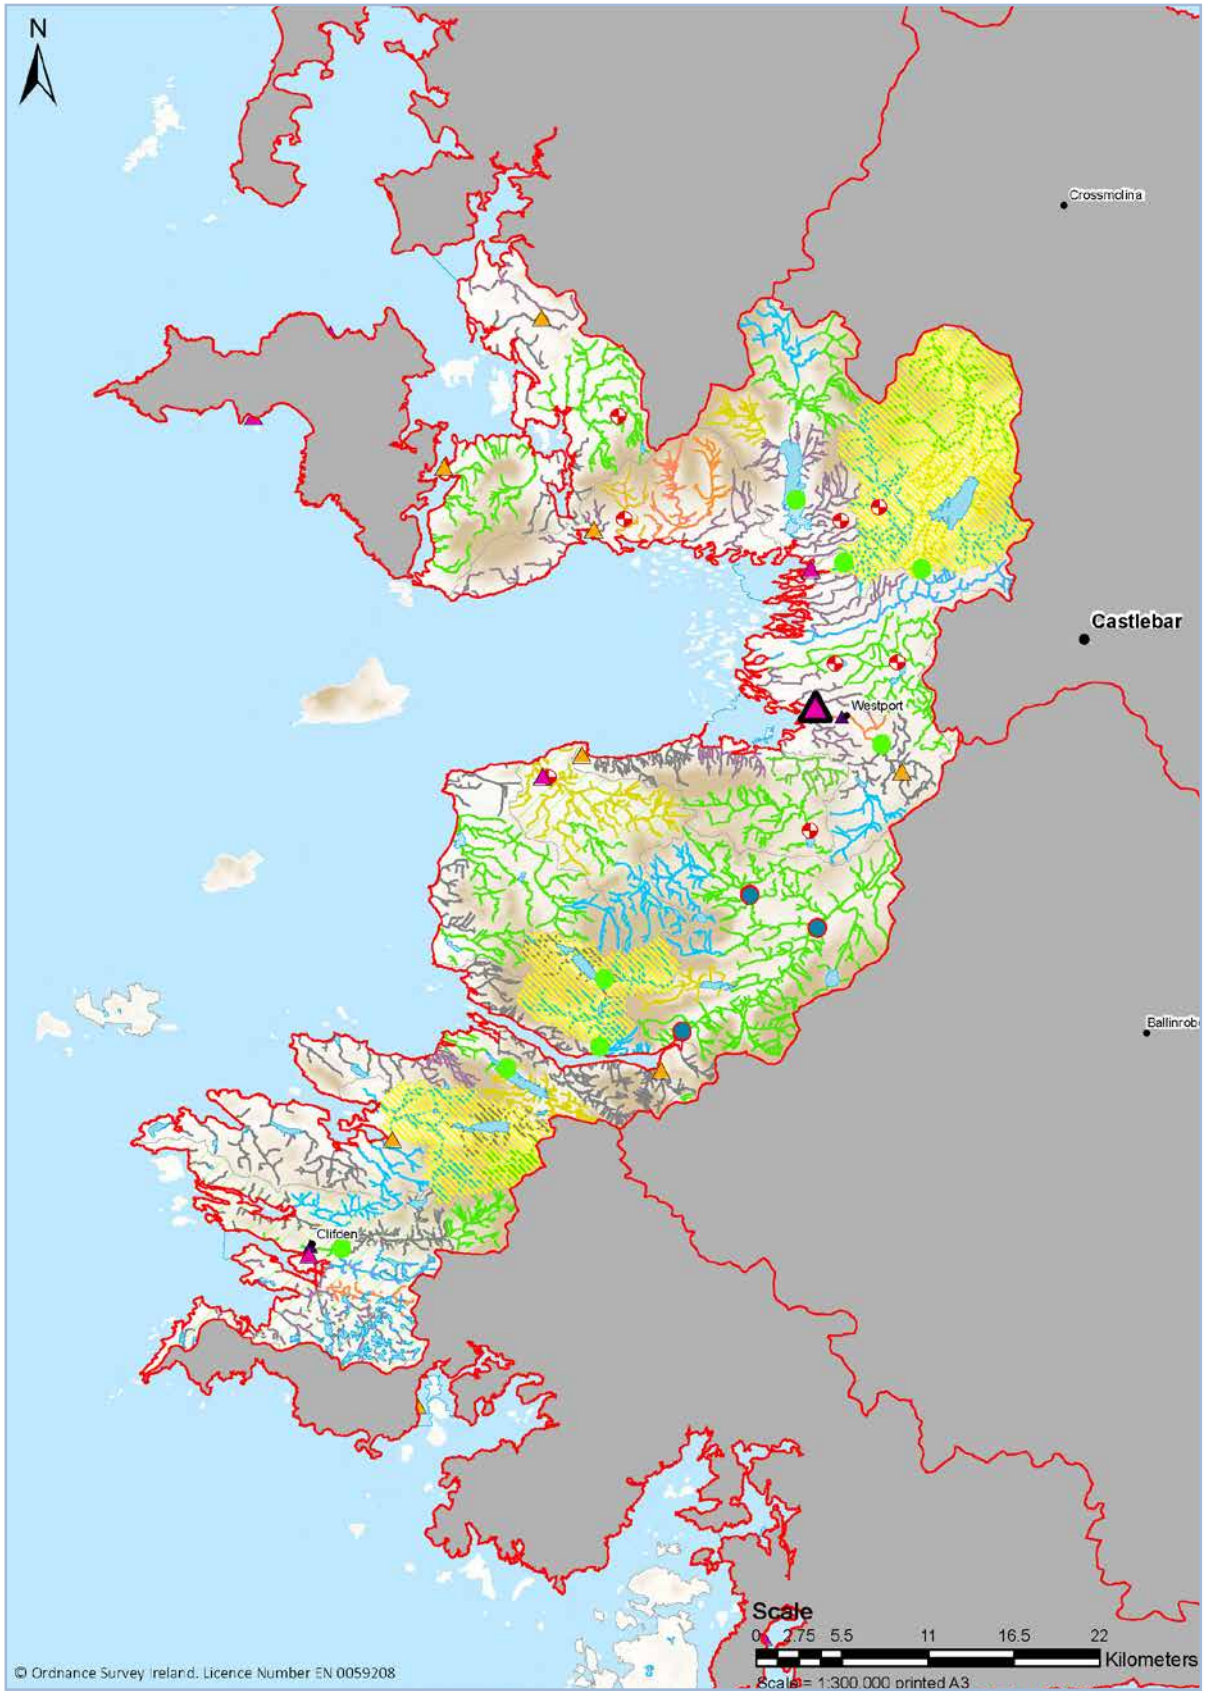 N
Crossmolina
Castlebar
Westport
Ballinrob
Clifden
Scale
0 2.75 5.5 11 16.5 22
Kilometers
Scale = 1:300,000 printed A3
© Ordnance Survey Ireland. Licence Number EN 0059208